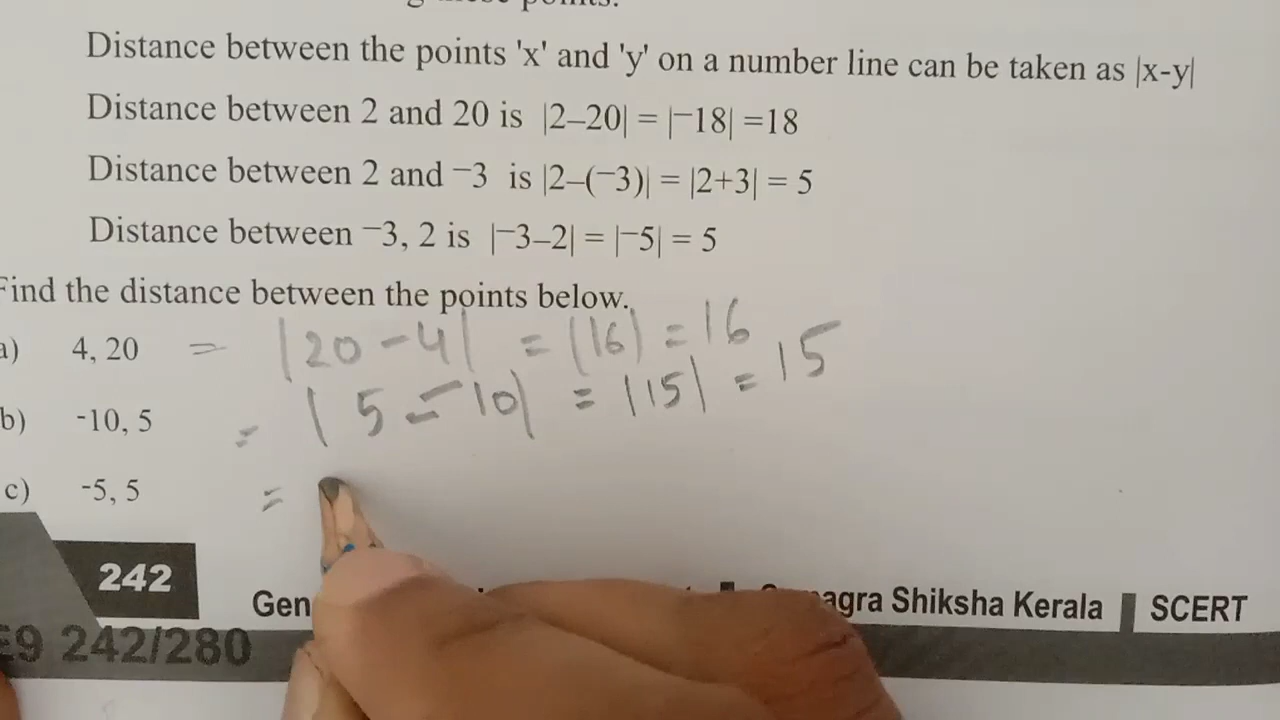 Distance between the points 'x' and 'y' on a number line can be taken as |x-y|
Distance between 2 and 20 is |2–20| = |⁻18| =18
Distance between 2 and ⁻3 is |2–(⁻3)| = |2+3| = 5
Distance between ⁻3, 2 is |⁻3–2| = |⁻5| = 5
Find the distance between the points below.
a) 4, 20 = |20-4| = |16| = 16
b) -10, 5 = |5-⁻10| = |15| = 15
c) -5, 5 =
242
Samagra Shiksha Kerala | SCERT
E9 242/280